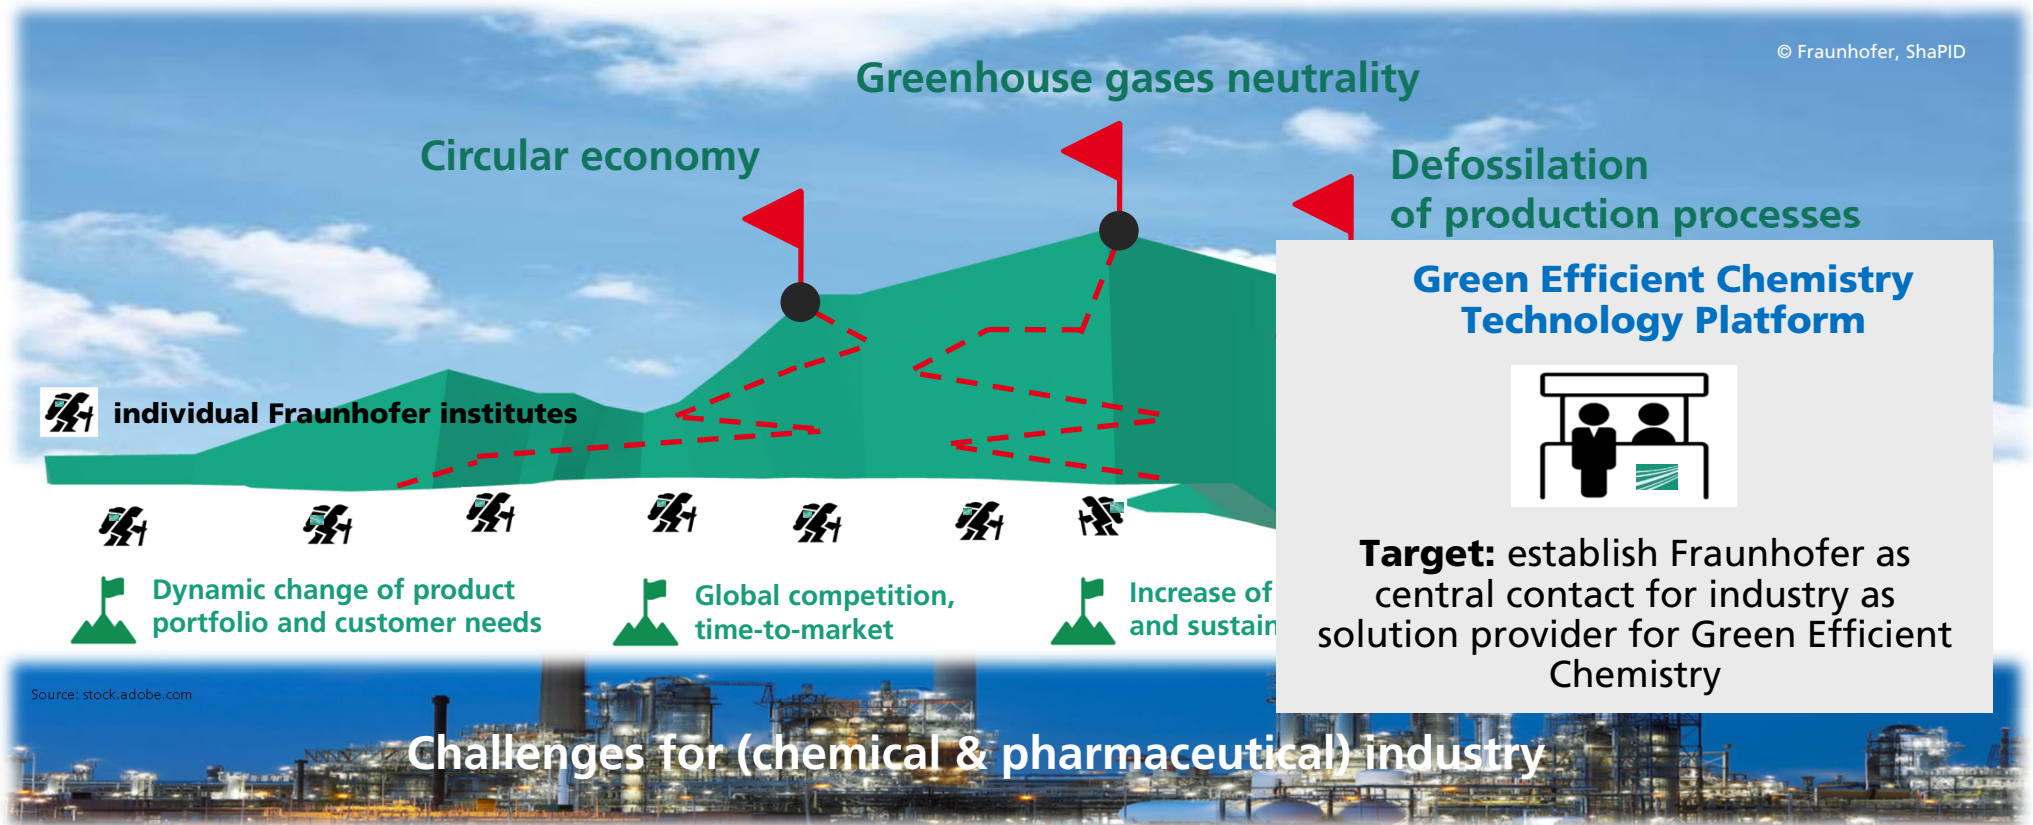 © Fraunhofer, ShaPID
Greenhouse gases neutrality
Circular economy
Defossilation
of production processes
Green Efficient Chemistry
Technology Platform
individual Fraunhofer institutes
Target: establish Fraunhofer as
central contact for industry as
solution provider for Green Efficient
Chemistry
Dynamic change of product
portfolio and customer needs
Global competition,
time-to-market
Increase of
and
Source: stock.adobe.com
Challenges for (chemical & pharmaceutical) industry